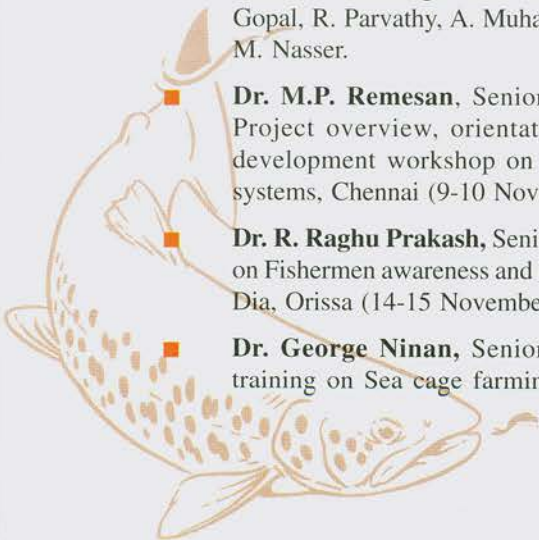 Gopal, R. Parvathy, A. Muha
M. Nasser.
Dr. M.P. Remesan, Senior
Project overview, orientat
development workshop on
systems, Chennai (9-10 Nov
Dr. R. Raghu Prakash, Seni
on Fishermen awareness and
Dia, Orissa (14-15 Novembe
Dr. George Ninan, Senior
training on Sea cage farmin